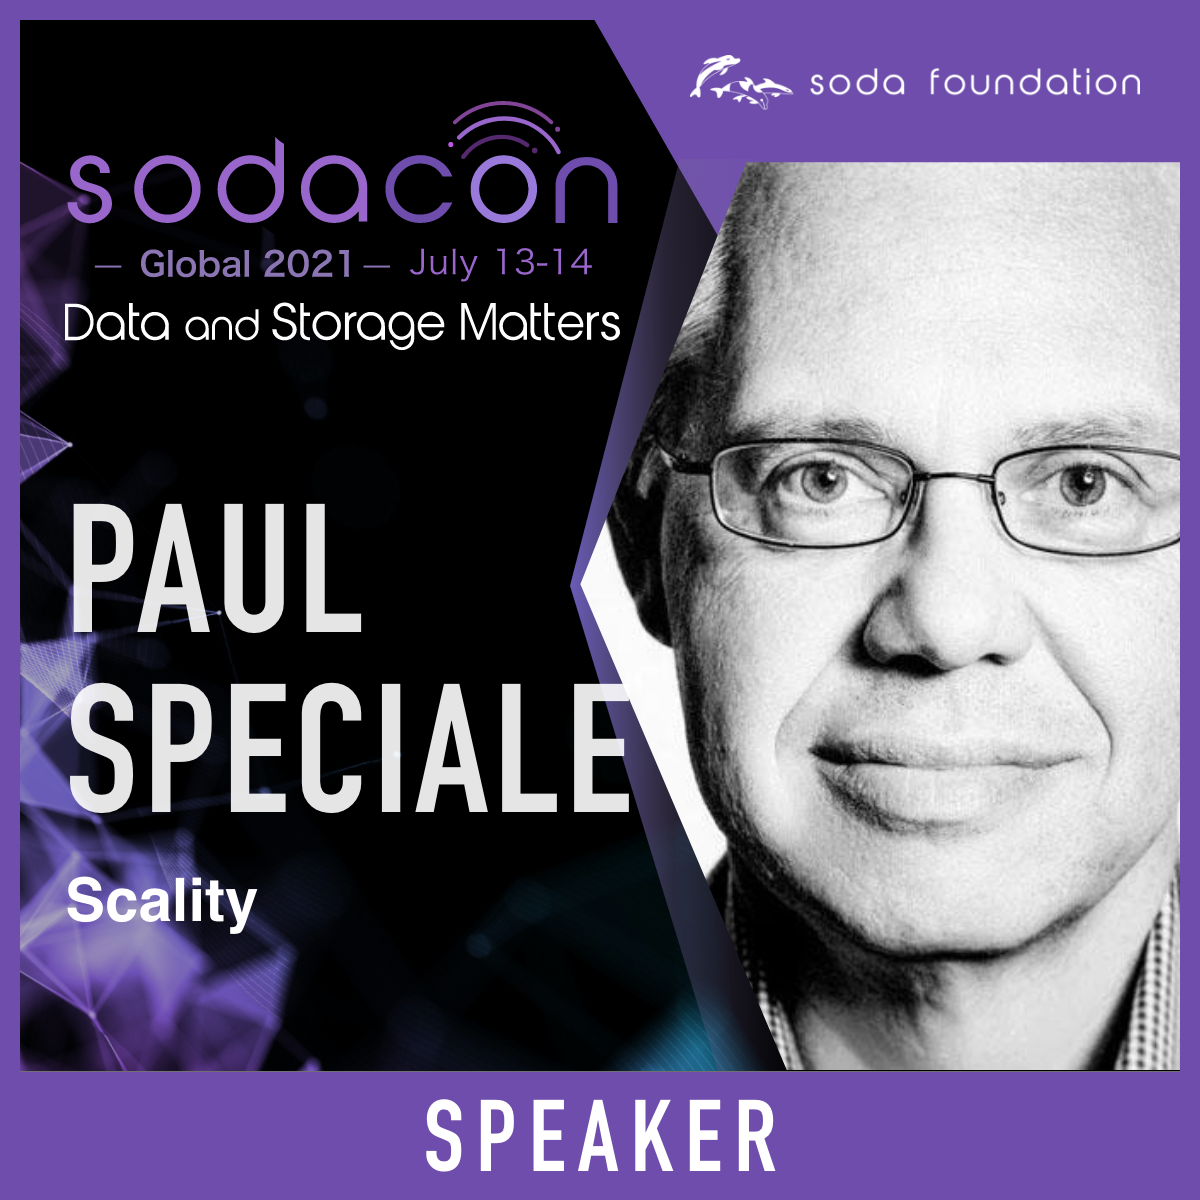 soda foundation
sodacon
— Global 2021 — July 13-14
Data and Storage Matters
PAUL
SPECIALE
Scality
SPEAKER